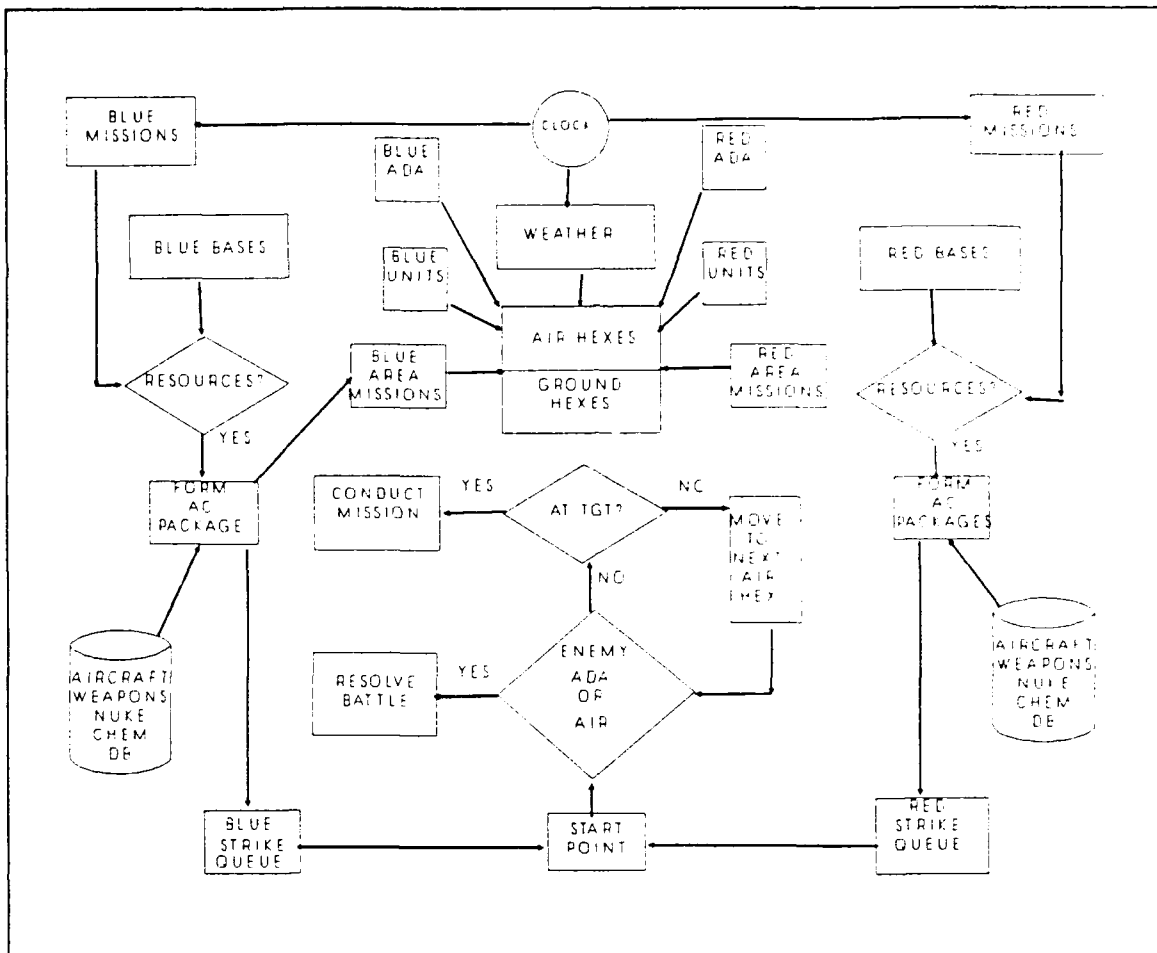 BLUE
MISSIONS
CLOCK
RED
MISSIONS
BLUE
ADA
RED
ADA
BLUE BASES
WEATHER
RED BASES
BLUE
UNITS
RED
UNITS
AIR HEXES
GROUND
HEXES
BLUE
AREA
MISSIONS
RED
AREA
MISSIONS
RESOURCES?
RESOURCES?
YES
YES
FORM
AC
PACKAGE
CONDUCT
MISSION
YES
AT TGT?
NO
MOVE
TO
NEXT
AIR
HEX
FORM
AC
PACKAGES
NO
AIRCRAFT
WEAPONS
NUKE
CHEM
DB
RESOLVE
BATTLE
YES
ENEMY
ADA
OR
AIR
AIRCRAFT
WEAPONS
NUKE
CHEM
DB
BLUE
STRIKE
QUEUE
START
POINT
RED
STRIKE
QUEUE